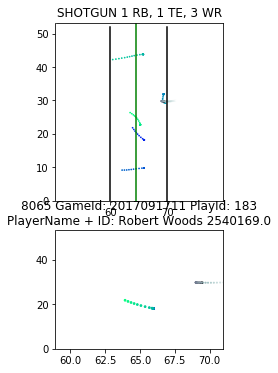 SHOTGUN 1 RB, 1 TE, 3 WR
50
40
30
20
10
0
60 70
GameId: 2017091711 PlayId: 183
PlayerName + ID: Robert Woods 2540169.0
40
20
0
60.0 62.5 65.0 67.5 70.0